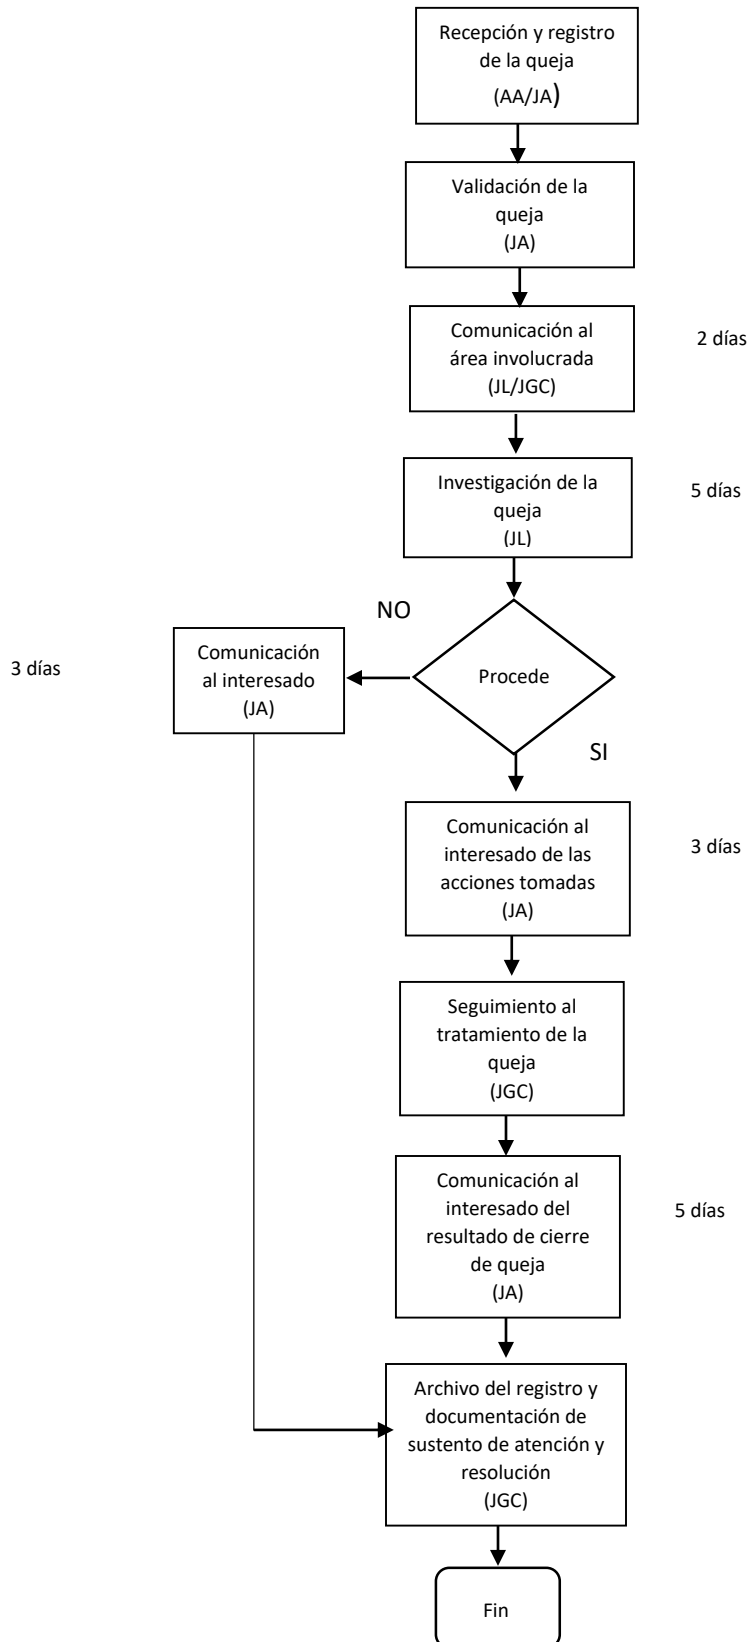 Recepción y registro
de la queja
(AA/JA)
Validación de la
queja
(JA)
Comunicación al
área involucrada
(JL/JGC)
2 días
Investigación de la
queja
(JL)
5 días
NO
Procede
Comunicación
al interesado
(JA)
3 días
SI
Comunicación al
interesado de las
acciones tomadas
(JA)
3 días
Seguimiento al
tratamiento de la
queja
(JGC)
Comunicación al
interesado del
resultado de cierre
de queja
(JA)
5 días
Archivo del registro y
documentación de
sustento de atención y
resolución
(JGC)
Fin